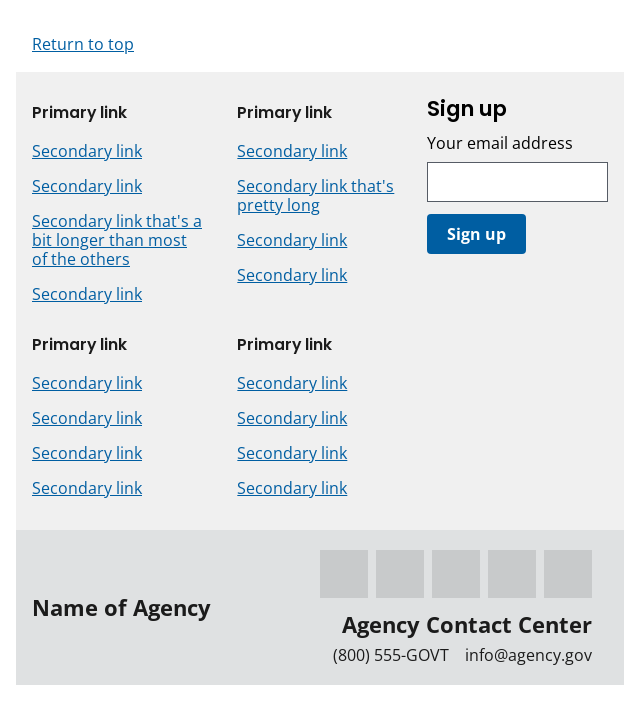 Return to top
Primary link
Secondary link
Secondary link
Secondary link that's a
bit longer than most
of the others
Secondary link
Primary link
Secondary link
Secondary link that's
pretty long
Secondary link
Secondary link
Primary link
Secondary link
Secondary link
Secondary link
Secondary link
Primary link
Secondary link
Secondary link
Secondary link
Secondary link
Sign up
Your email address
Sign up
Name of Agency
Agency Contact Center
(800) 555-GOVT info@agency.gov